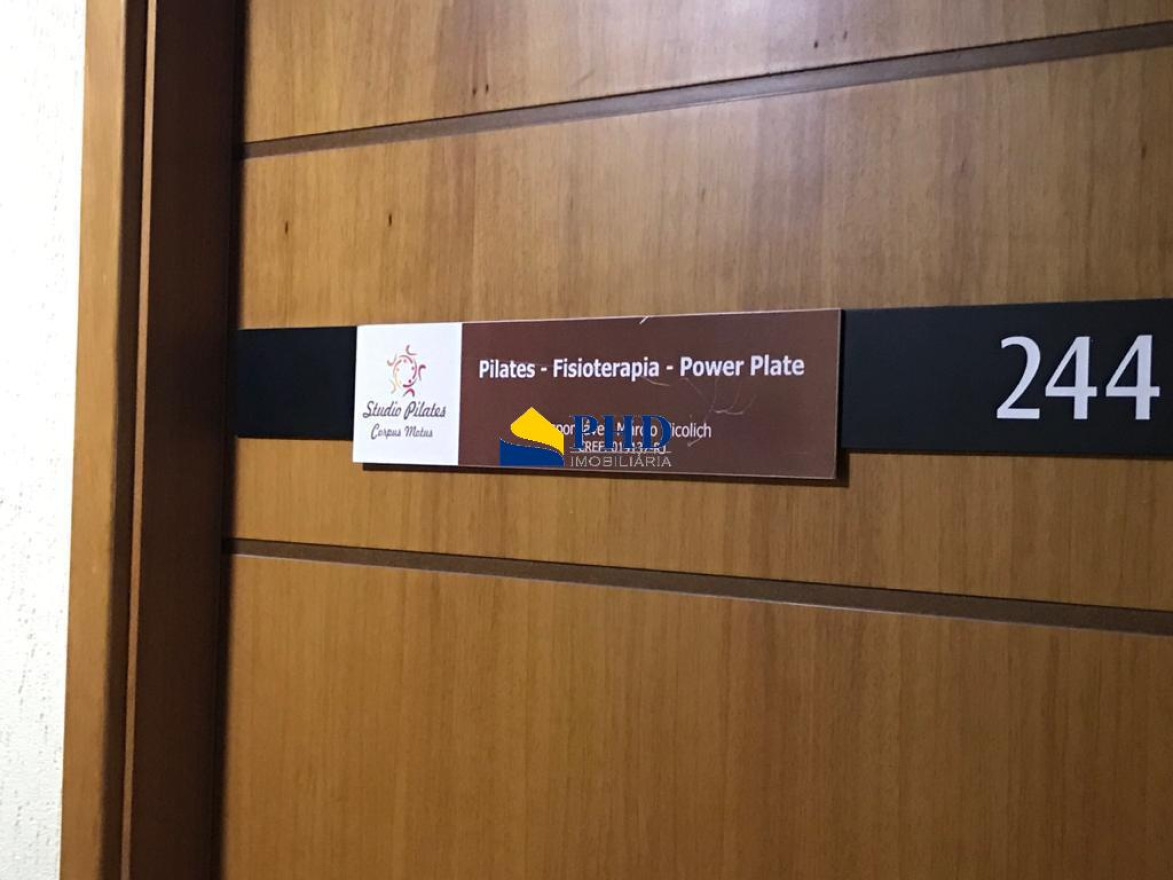 Studio Pilates
Corpus Motus
Pilates - Fisioterapia - Power Plate
PHD
IMOBILIÁRIA
244